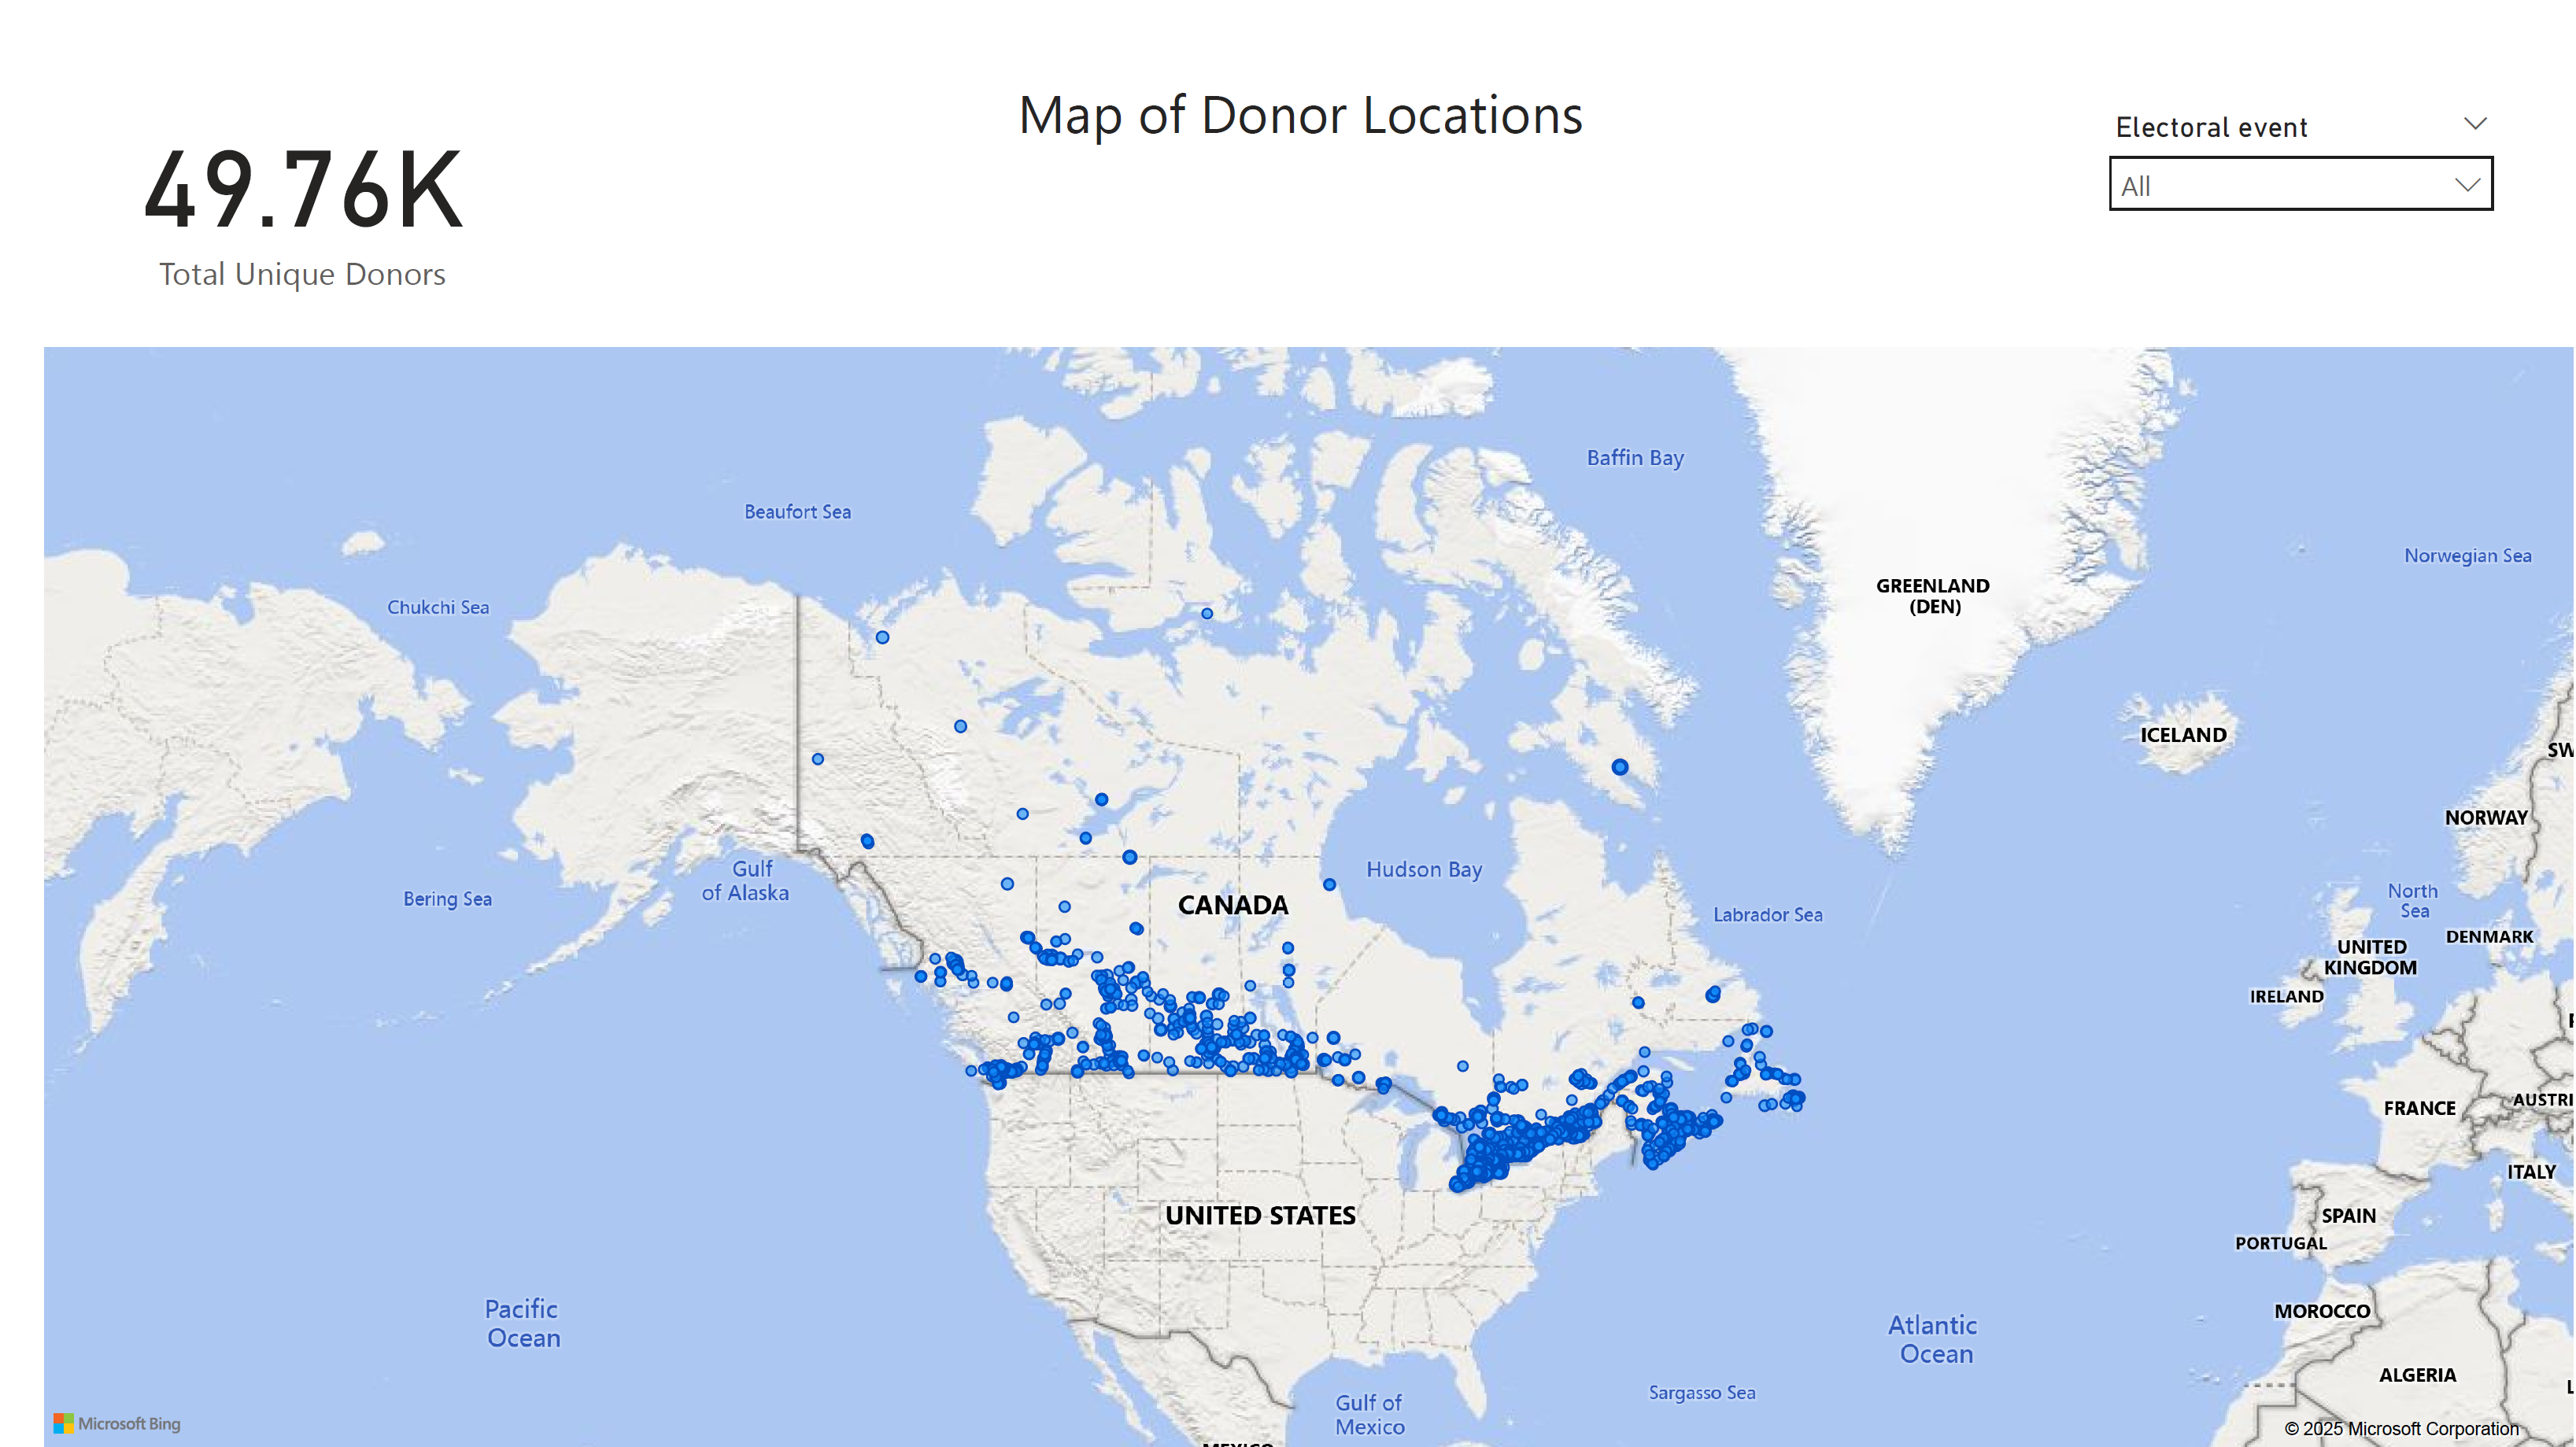 Map of Donor Locations
49.76K
Total Unique Donors
Electoral event
All
Baffin Bay
Beaufort Sea
Norwegian Sea
Chukchi Sea
GREENLAND
(DEN)
ICELAND
SW
NORWAY
Gulf
of Alaska
Hudson Bay
Bering Sea
CANADA
Labrador Sea
North
Sea
DENMARK
UNITED
KINGDOM
IRELAND
FRANCE
AUSTRI
ITALY
UNITED STATES
SPAIN
PORTUGAL
Pacific
Ocean
MOROCCO
Atlantic
Ocean
ALGERIA
Sargasso Sea
Gulf of
Mexico
Microsoft Bing
© 2025 Microsoft Corporation
MEXICO